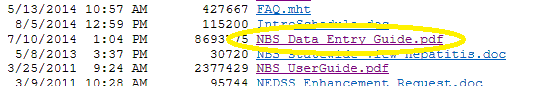 5/13/2014 10:57 AM 427667 FAQ.mht
8/5/2014 12:59 PM 115200 IntroSchedule.doc
7/10/2014 1:04 PM 8693 75 NBS Data Entry Guide.pdf
5/8/2013 3:37 PM 30720 NBS Statewide View Hepatitis.doc
3/25/2011 9:24 AM 2377429 NBS UserGuide.pdf
3/9/2011 10:28 AM 95744 NEDSS Enhancement Request.doc